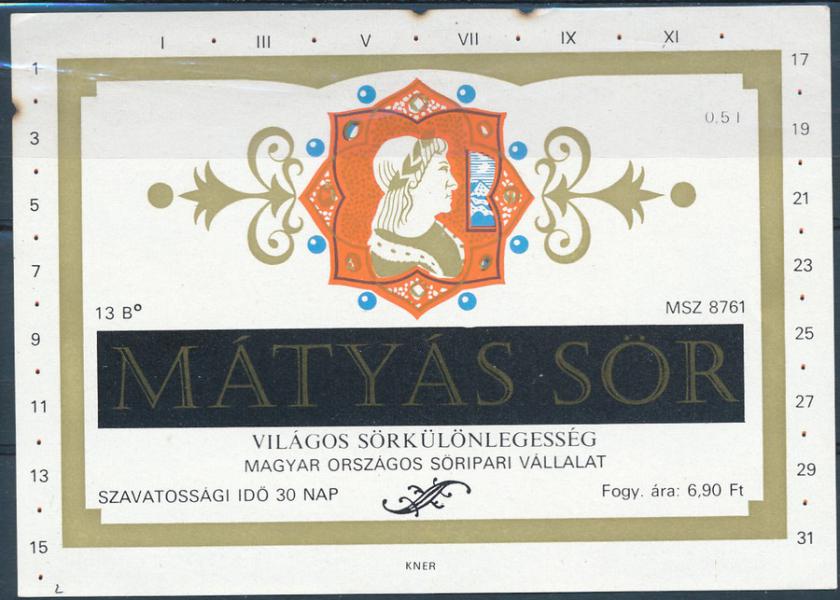 I • III • V • VII • IX • XI •
0,5 l
1
3
5
7
9
11
13
15
17
19
21
23
25
27
29
31
13 B°
MSZ 8761
MÁTYÁS SÖR
VILÁGOS SÖRKÜLÖNLEGESSÉG
MAGYAR ORSZÁGOS SÖRIPARI VÁLLALAT
SZAVATOSSÁGI IDŐ 30 NAP
Fogy. ára: 6,90 Ft
KNER